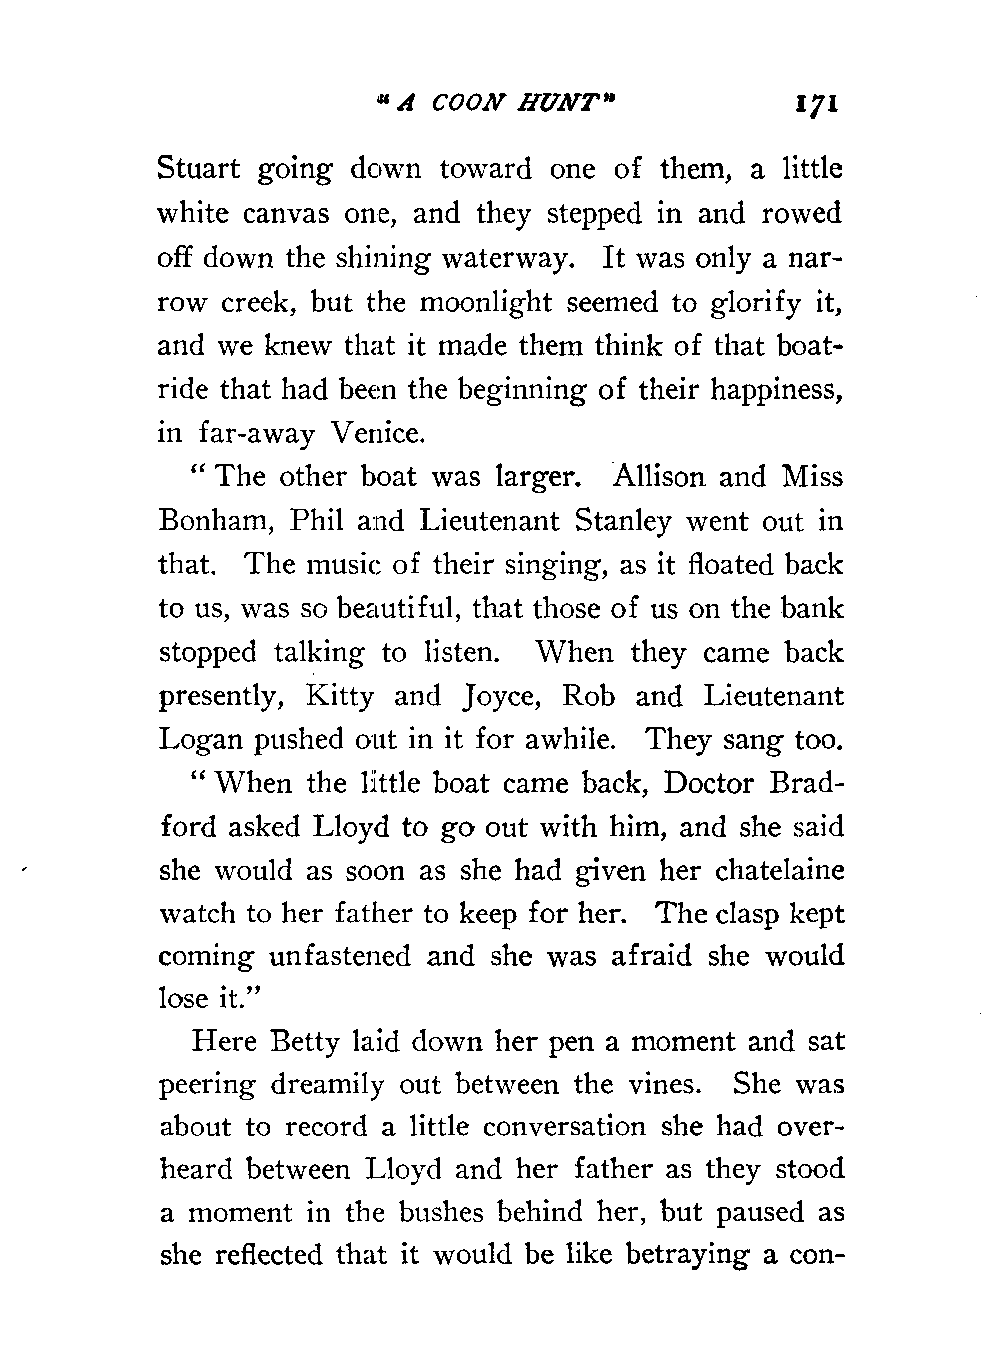 "A COON HUNT" 171
Stuart going down toward one of them, a little
white canvas one, and they stepped in and rowed
off down the shining waterway. It was only a nar-
row creek, but the moonlight seemed to glorify it,
and we knew that it made them think of that boat-
ride that had been the beginning of their happiness,
in far-away Venice.
“ The other boat was larger. Allison and Miss
Bonham, Phil and Lieutenant Stanley went out in
that. The music of their singing, as it floated back
to us, was so beautiful, that those of us on the bank
stopped talking to listen. When they came back
presently, Kitty and Joyce, Rob and Lieutenant
Logan pushed out in it for awhile. They sang too.
“ When the little boat came back, Doctor Brad-
ford asked Lloyd to go out with him, and she said
she would as soon as she had given her chatelaine
watch to her father to keep for her. The clasp kept
coming unfastened and she was afraid she would
lose it.”
Here Betty laid down her pen a moment and sat
peering dreamily out between the vines. She was
about to record a little conversation she had over-
heard between Lloyd and her father as they stood
a moment in the bushes behind her, but paused as
she reflected that it would be like betraying a con-